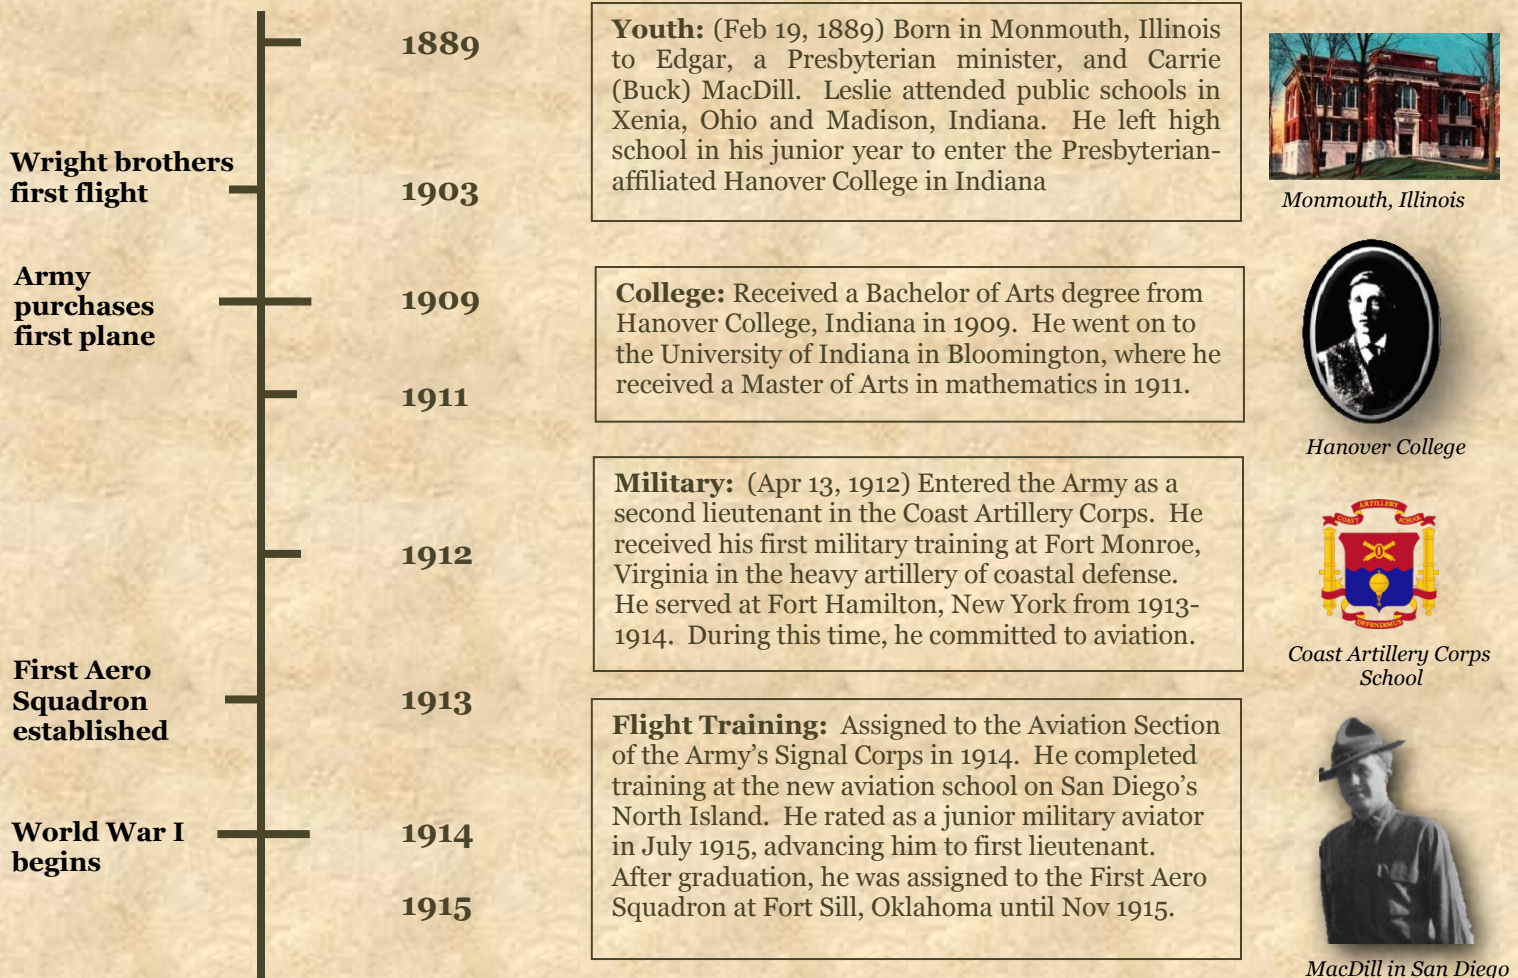 1889
Youth: (Feb 19, 1889) Born in Monmouth, Illinois
to Edgar, a Presbyterian minister, and Carrie
(Buck) MacDill. Leslie attended public schools in
Xenia, Ohio and Madison, Indiana. He left high
school in his junior year to enter the Presbyterian-
affiliated Hanover College in Indiana
Monmouth, Illinois
Wright brothers
first flight
1903
Army
purchases
first plane
1909
College: Received a Bachelor of Arts degree from
Hanover College, Indiana in 1909. He went on to
the University of Indiana in Bloomington, where he
received a Master of Arts in mathematics in 1911.
Hanover College
1911
Military: (Apr 13, 1912) Entered the Army as a
second lieutenant in the Coast Artillery Corps. He
received his first military training at Fort Monroe,
Virginia in the heavy artillery of coastal defense.
He served at Fort Hamilton, New York from 1913-
1914. During this time, he committed to aviation.
1912
COAST ARTILLERY SCHOOL
DEFENDIMUS
Coast Artillery Corps
School
First Aero
Squadron
established
1913
Flight Training: Assigned to the Aviation Section
of the Army's Signal Corps in 1914. He completed
training at the new aviation school on San Diego's
North Island. He rated as a junior military aviator
in July 1915, advancing him to first lieutenant.
After graduation, he was assigned to the First Aero
Squadron at Fort Sill, Oklahoma until Nov 1915.
World War I
begins
1914
1915
MacDill in San Diego